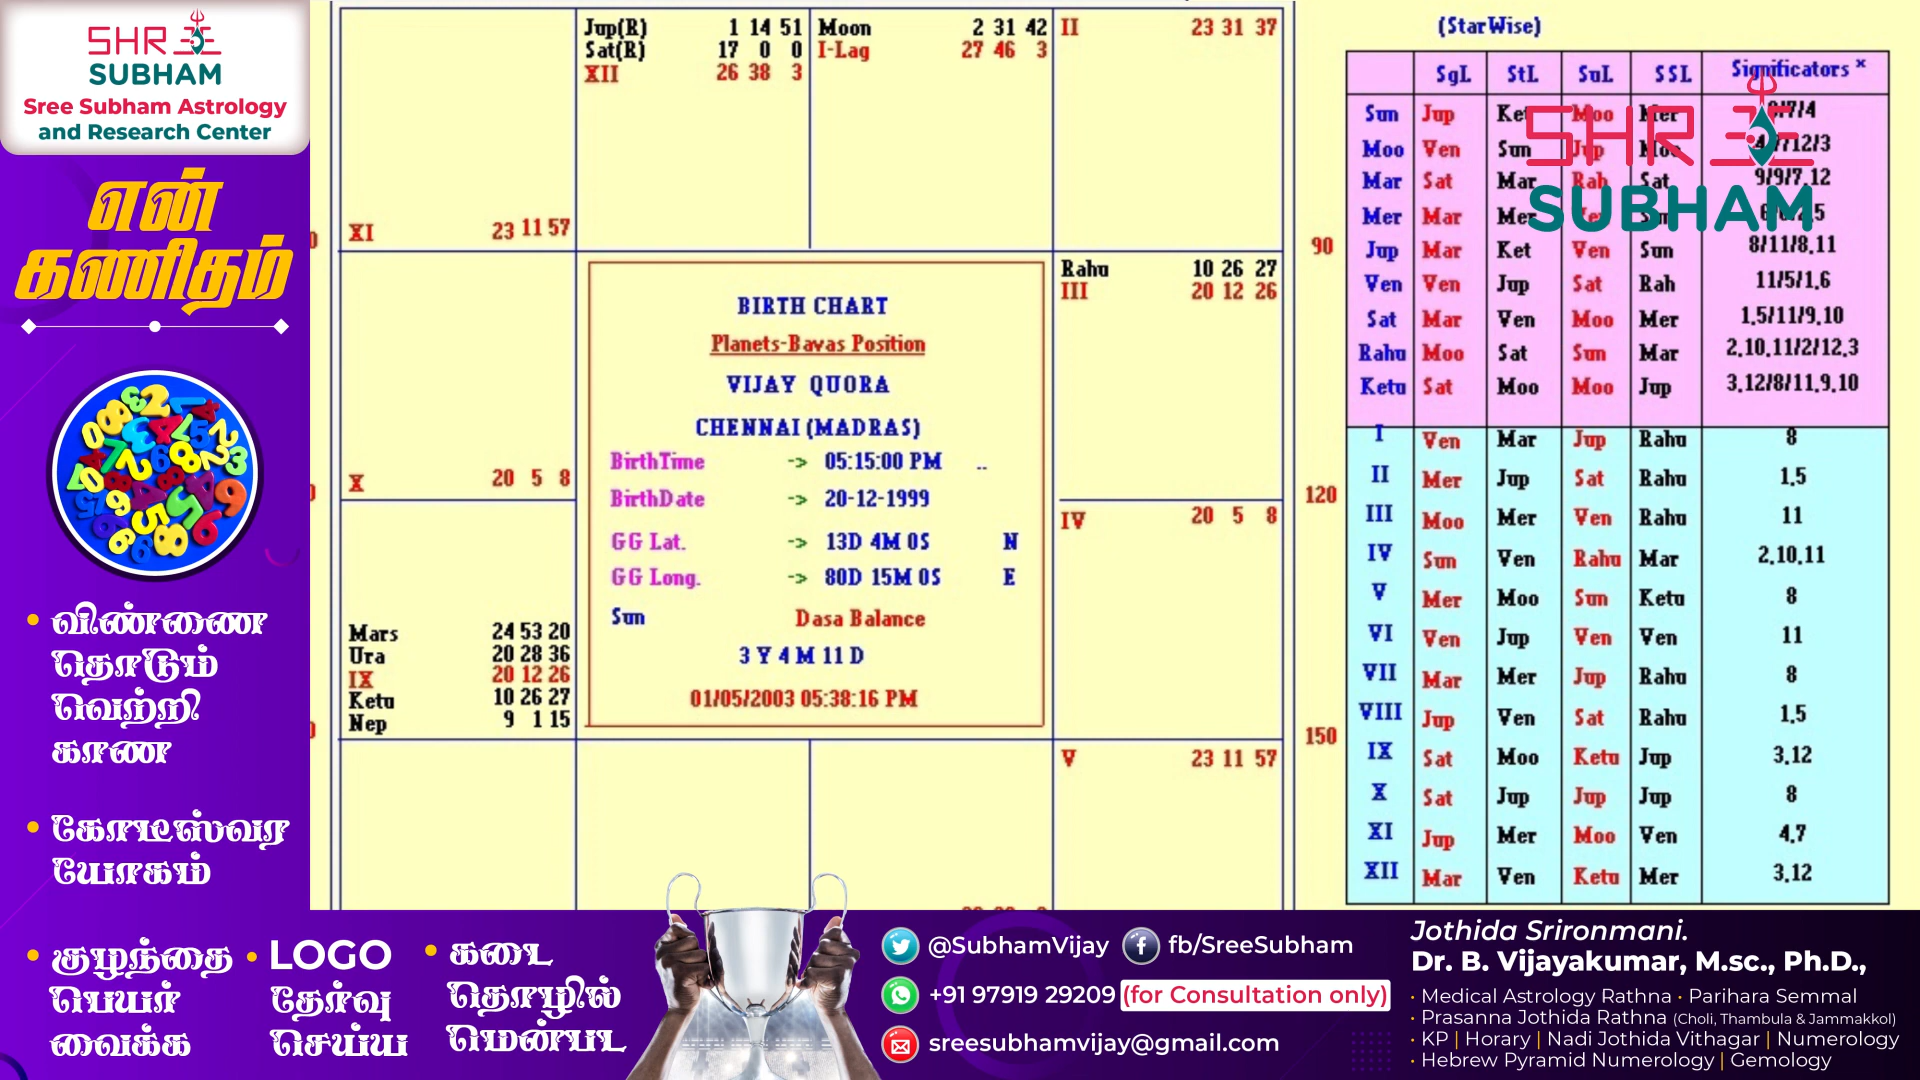 SHREE
SUBHAM
Sree Subham Astrology
and Research Center
என்
கணிதம்
• விண்ணை
தொடும்
வெற்றி
காண
• கோடீஸ்வர
யோகம்
• குழந்தை
பெயர்
வைக்க
• LOGO
தேர்வு
செய்ய
• கடை
தொழில்
மென்பட
Jup(R) 1 14 51
Sat(R) 17 0 0
XII 26 38 3
Moon 2 31 42
I-Lag 27 46 3
II 23 31 37
XI 23 11 57
Rahu 10 26 27
III 20 12 26
X 20 5 8
IV 20 5 8
Mars 24 53 20
Ura 20 28 36
IX 20 12 26
Ketu 10 26 27
Nep 9 1 15
V 23 11 57
BIRTH CHART
Planets-Bavas Position
VIJAY QUORA
CHENNAI (MADRAS)
BirthTime -> 05:15:00 PM ..
BirthDate -> 20-12-1999
GG Lat. -> 13D 4M 0S N
GG Long. -> 80D 15M 0S E
Sun Dasa Balance
3 Y 4 M 11 D
01/05/2003 05:38:16 PM
90
120
150
(StarWise)
SgL StL SuL SSL Significators *
Sun Jup Ket Moo Mer
Moo Ven Sun Jup Moo
Mar Sat Mar Rah Sat 9/9/7,12
Mer Mar Mer
Jup Mar Ket Ven Sun 8/11/8,11
Ven Ven Jup Sat Rah 11/5/1,6
Sat Mar Ven Moo Mer 1,5/11/9,10
Rahu Moo Sat Sun Mar 2,10,11/2/12,3
Ketu Sat Moo Moo Jup 3,12/8/11,9,10
I Ven Mar Jup Rahu 8
II Mer Jup Sat Rahu 1,5
III Moo Mer Ven Rahu 11
IV Sun Ven Rahu Mar 2,10,11
V Mer Moo Sun Ketu 8
VI Ven Jup Ven Ven 11
VII Mar Mer Jup Rahu 8
VIII Jup Ven Sat Rahu 1,5
IX Sat Moo Ketu Jup 3,12
X Sat Jup Jup Jup 8
XI Jup Mer Moo Ven 4,7
XII Mar Ven Ketu Mer 3,12
SHREE
SUBHAM
@SubhamVijay fb/SreeSubham
+91 97919 29209 (for Consultation only)
sreesubhamvijay@gmail.com
Jothida Srironmani.
Dr. B. Vijayakumar, M.sc., Ph.D.,
• Medical Astrology Rathna • Parihara Semmal
• Prasanna Jothida Rathna (Choli, Thambula & Jammakkol)
• KP | Horary | Nadi Jothida Vithagar | Numerology
• Hebrew Pyramid Numerology | Gemology